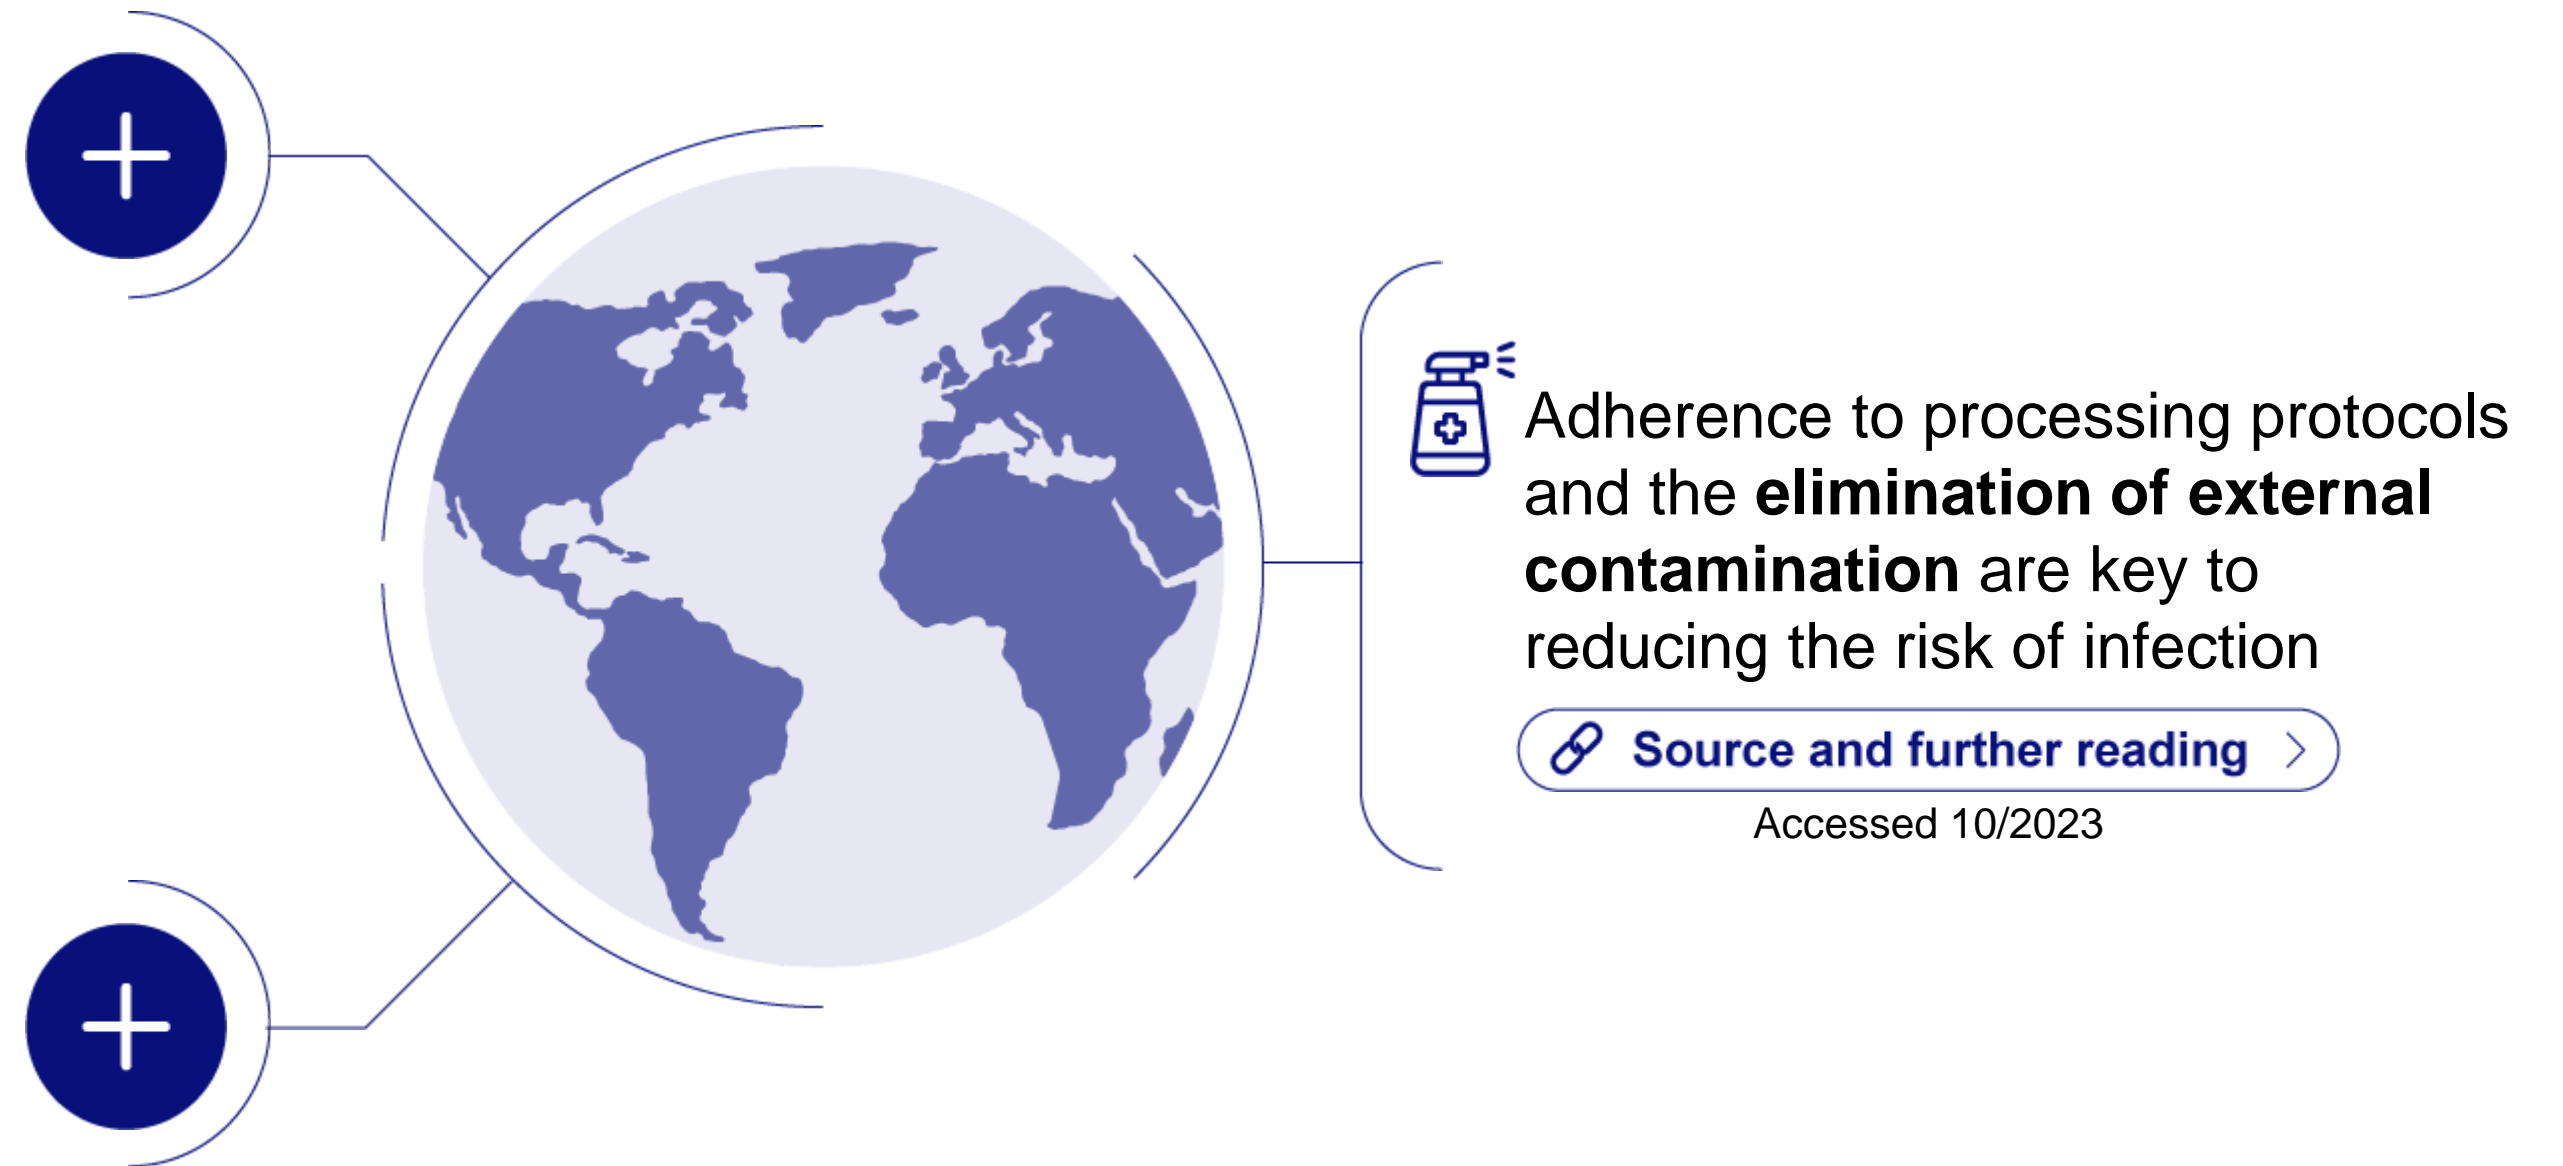 Adherence to processing protocols
and the elimination of external
contamination are key to
reducing the risk of infection
Source and further reading
Accessed 10/2023